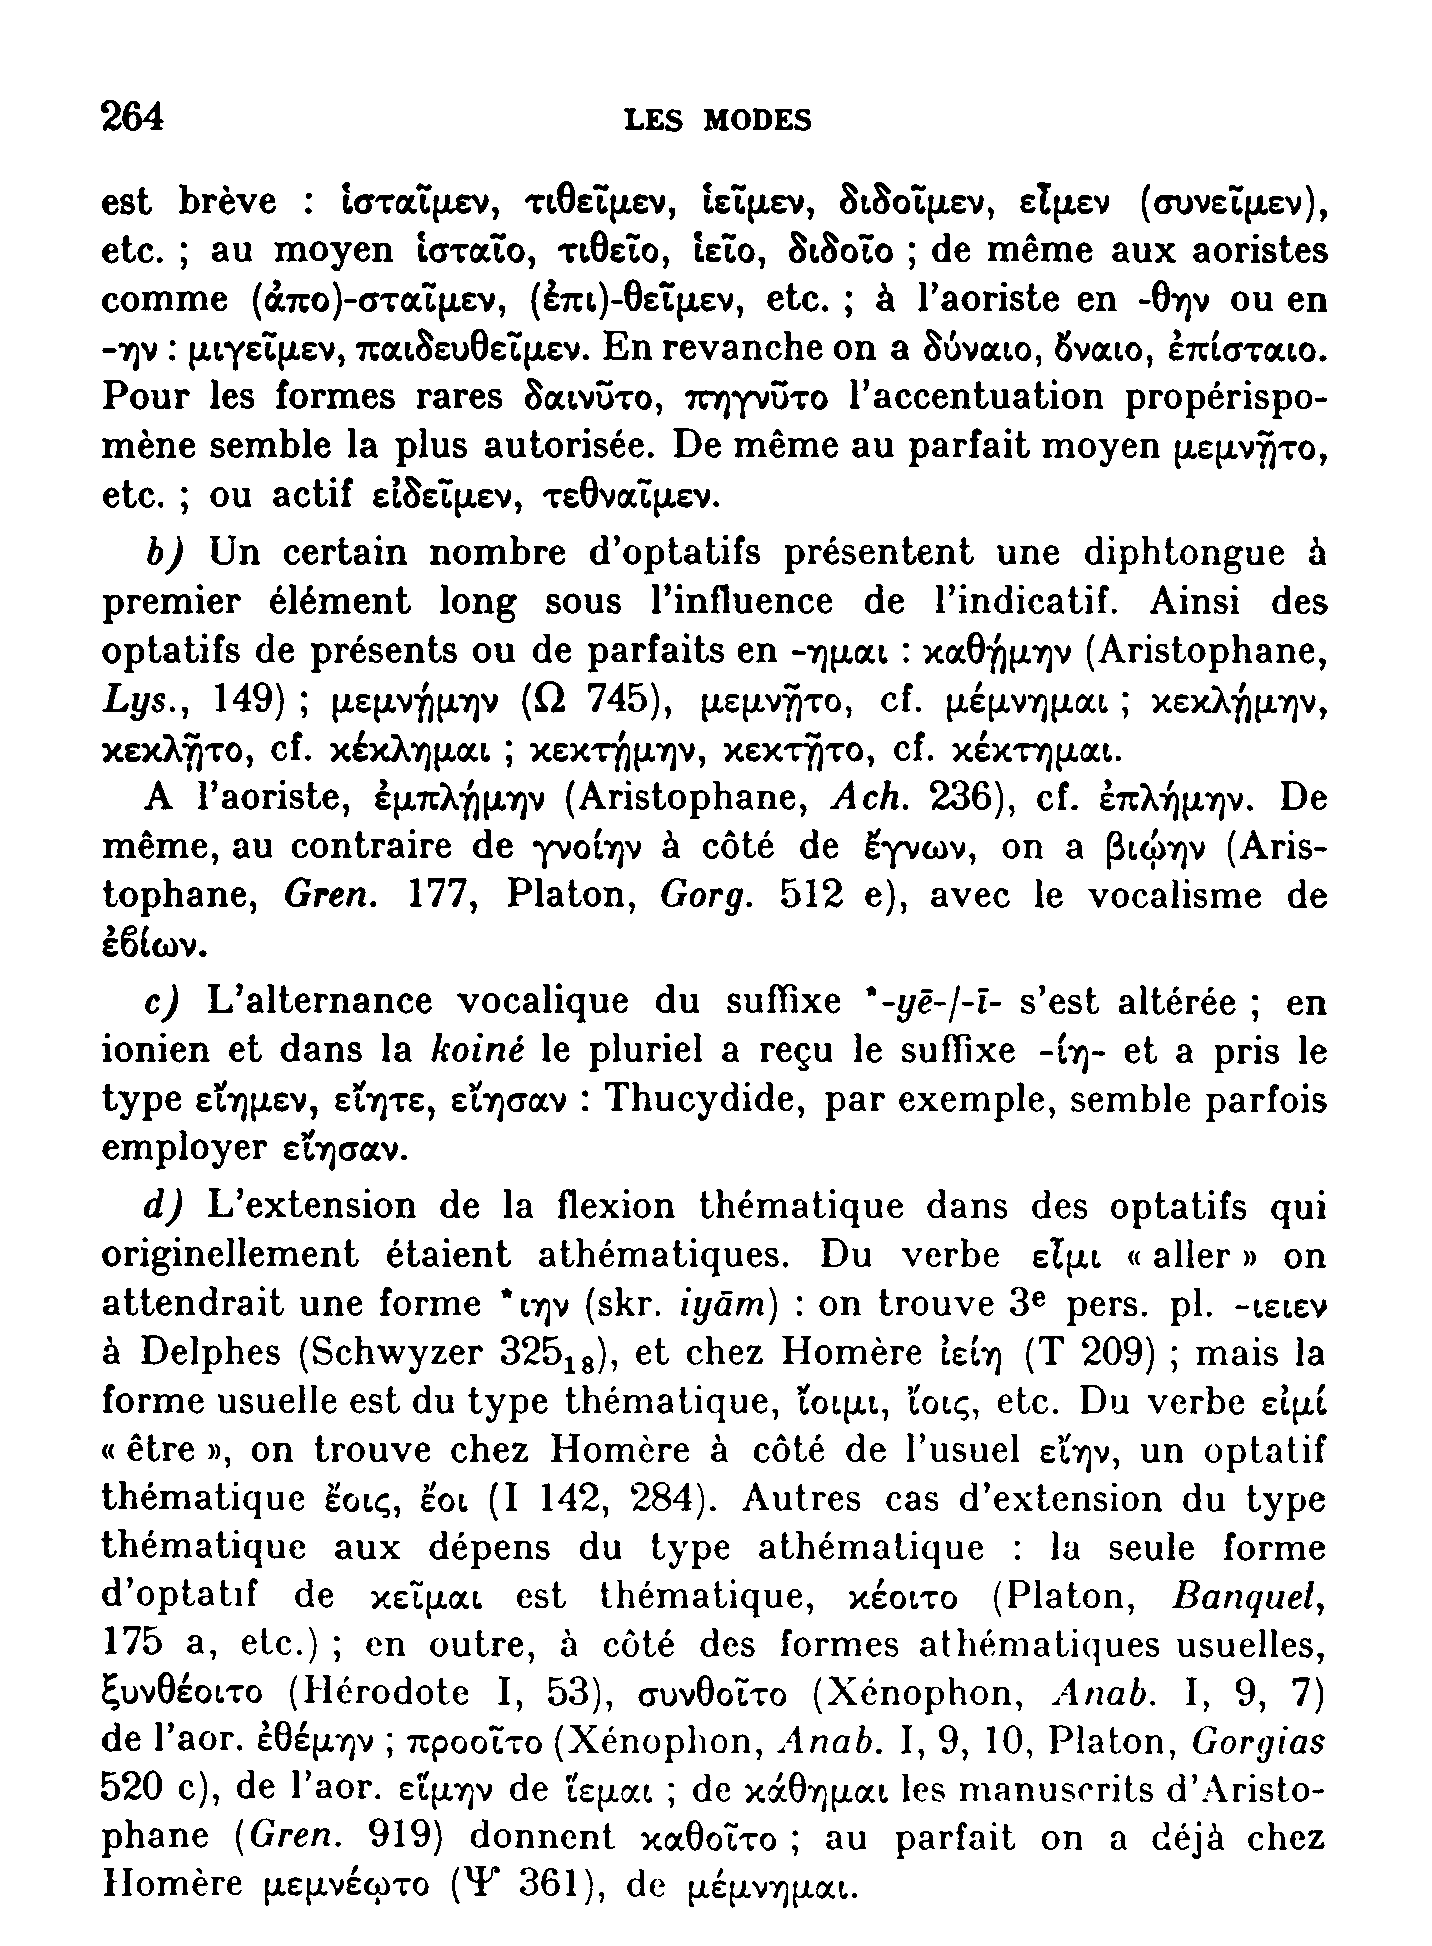 264 LES MODES
est brève : ἱσταῖμεν, τιθεῖμεν, ἱεῖμεν, διδοῖμεν, εἶμεν (συνεῖμεν),
etc. ; au moyen ἱσταῖο, τιθεῖο, ἱεῖο, διδοῖο ; de même aux aoristes
comme (ἀπο)-σταῖμεν, (ἐπι)-θεῖμεν, etc. ; à l’aoriste en -θην ou en
-ην : μιγεῖμεν, παιδευθεῖμεν. En revanche on a δύναιο, ὄναιο, ἐπίσταιο.
Pour les formes rares δαινῦτο, πηγνῦτο l’accentuation propérispo-
mène semble la plus autorisée. De même au parfait moyen μεμνῇτο,
etc. ; ou actif εἰδεῖμεν, τεθναῖμεν.
b) Un certain nombre d’optatifs présentent une diphtongue à
premier élément long sous l’influence de l’indicatif. Ainsi des
optatifs de présents ou de parfaits en -ημαι : καθῄμην (Aristophane,
Lys., 149) ; μεμνῄμην (Ω 745), μεμνῇτο, cf. μέμνημαι ; κεκλῄμην,
κεκλῇτο, cf. κέκλημαι ; κεκτῄμην, κεκτῇτο, cf. κέκτημαι.
A l’aoriste, ἐμπλῄμην (Aristophane, Ach. 236), cf. ἐπλήμην. De
même, au contraire de γνοίην à côté de ἔγνων, on a βιῴην (Aris-
tophane, Gren. 177, Platon, Gorg. 512 e), avec le vocalisme de
ἐϐίων.
c) L’alternance vocalique du suffixe *-yē-/-ī- s’est altérée ; en
ionien et dans la koiné le pluriel a reçu le suffixe -ίη- et a pris le
type εἴημεν, εἴητε, εἴησαν : Thucydide, par exemple, semble parfois
employer εἴησαν.
d) L’extension de la flexion thématique dans des optatifs qui
originellement étaient athématiques. Du verbe εἶμι « aller » on
attendrait une forme *ιην (skr. iyām) : on trouve 3e pers. pl. -ιειεν
à Delphes (Schwyzer 325₁₈), et chez Homère ἰείη (T 209) ; mais la
forme usuelle est du type thématique, ἴοιμι, ἴοις, etc. Du verbe εἰμί
« être », on trouve chez Homère à côté de l’usuel εἴην, un optatif
thématique ἔοις, ἔοι (I 142, 284). Autres cas d’extension du type
thématique aux dépens du type athématique : la seule forme
d’optatif de κεῖμαι est thématique, κέοιτο (Platon, Banquet,
175 a, etc.) ; en outre, à côté des formes athématiques usuelles,
ξυνθέοιτο (Hérodote I, 53), συνθοῖτο (Xénophon, Anab. I, 9, 7)
de l’aor. ἐθέμην ; προοῖτο (Xénophon, Anab. I, 9, 10, Platon, Gorgias
520 c), de l’aor. εἵμην de ἵεμαι ; de κάθημαι les manuscrits d’Aristo-
phane (Gren. 919) donnent καθοῖτο ; au parfait on a déjà chez
Homère μεμνέῳτο (Ψ 361), de μέμνημαι.